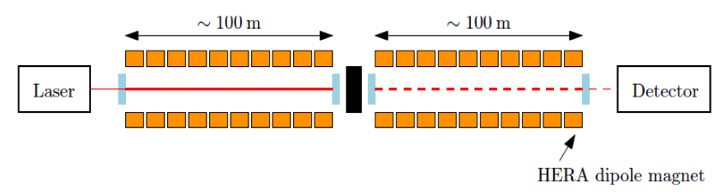 ∼ 100 m
∼ 100 m
Laser
Detector
HERA dipole magnet